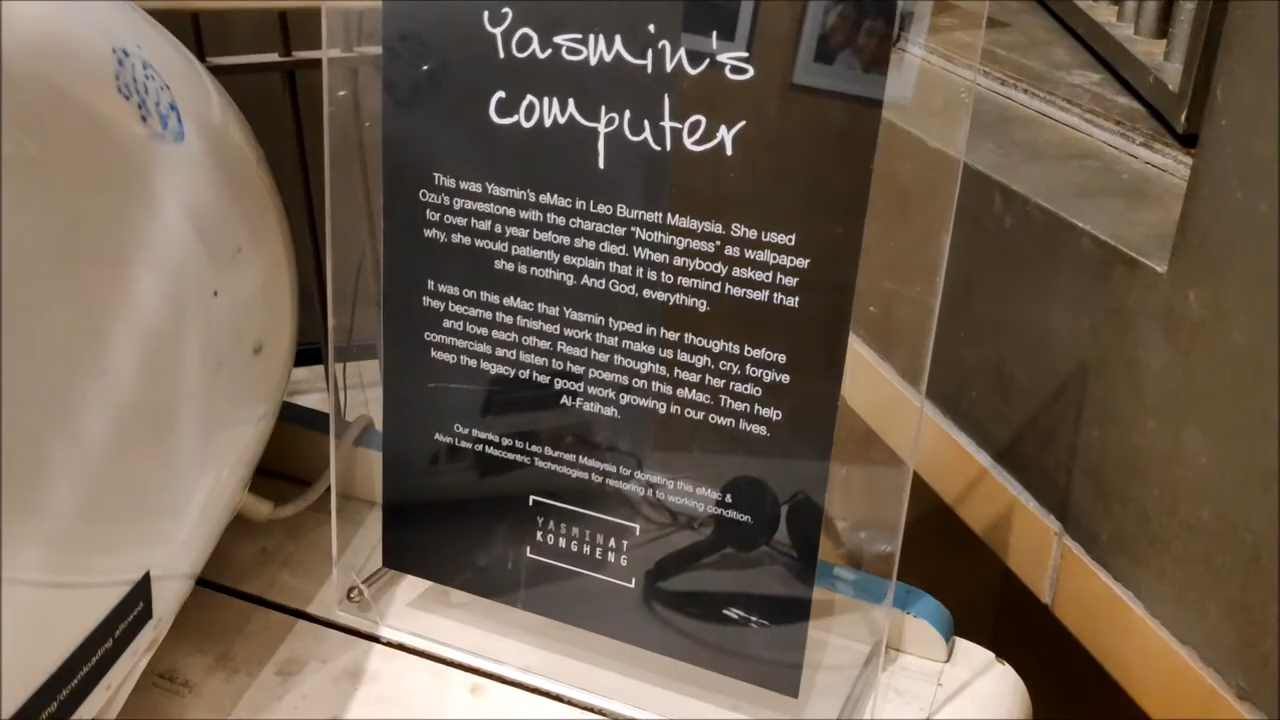 Yasmin's
computer
This was Yasmin's eMac in Leo Burnett Malaysia. She used
Ozu's gravestone with the character "Nothingness" as wallpaper
for over half a year before she died. When anybody asked her
why, she would patiently explain that it is to remind herself that
she is nothing. And God, everything.
It was on this eMac that Yasmin typed in her thoughts before
they became the finished work that make us laugh, cry, forgive
and love each other. Read her thoughts, hear her radio
commercials and listen to her poems on this eMac. Then help
keep the legacy of her good work growing in our own lives.
Al-Fatihah.
Our thanks go to Leo Burnett Malaysia for donating this eMac &
Alvin Law of Maccentric Technologies for restoring it to working condition.
YASMINAT
KONGHENG
downloading allowed.